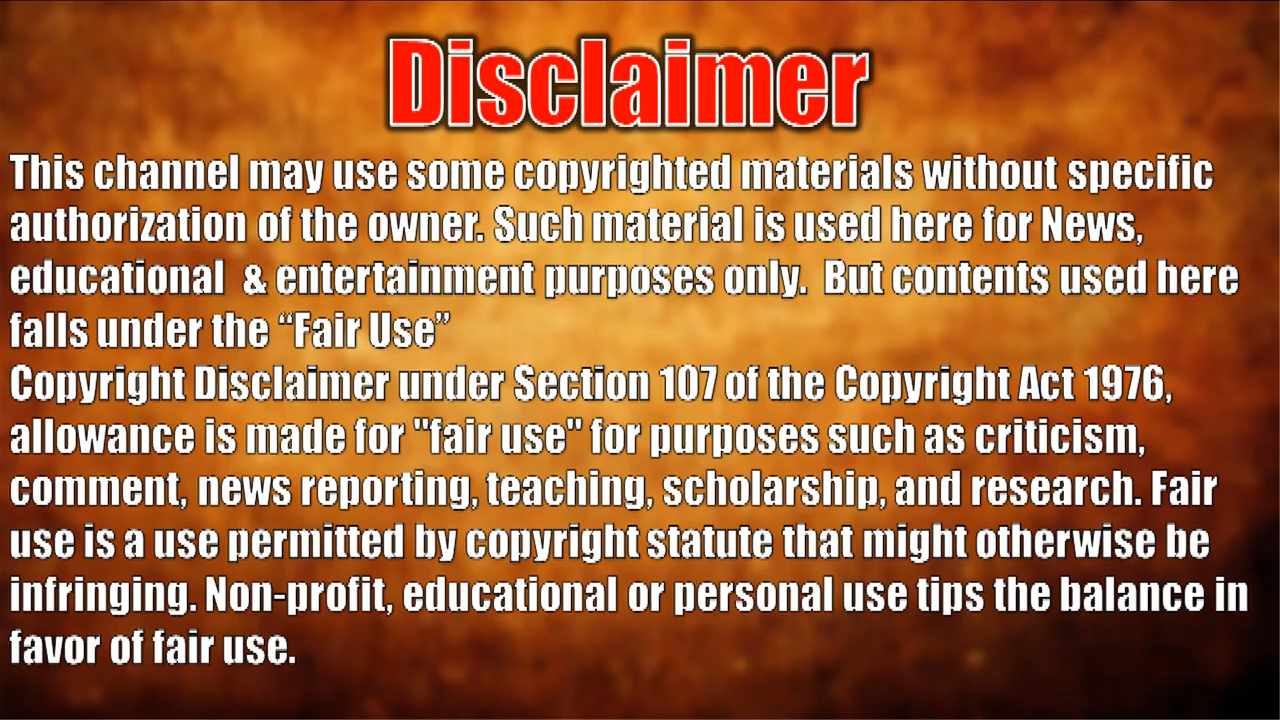 Disclaimer
This channel may use some copyrighted materials without specific
authorization of the owner. Such material is used here for News,
educational  & entertainment purposes only.  But contents used here
falls under the “Fair Use”
Copyright Disclaimer under Section 107 of the Copyright Act 1976,
allowance is made for "fair use" for purposes such as criticism,
comment, news reporting, teaching, scholarship, and research. Fair
use is a use permitted by copyright statute that might otherwise be
infringing. Non-profit, educational or personal use tips the balance in
favor of fair use.